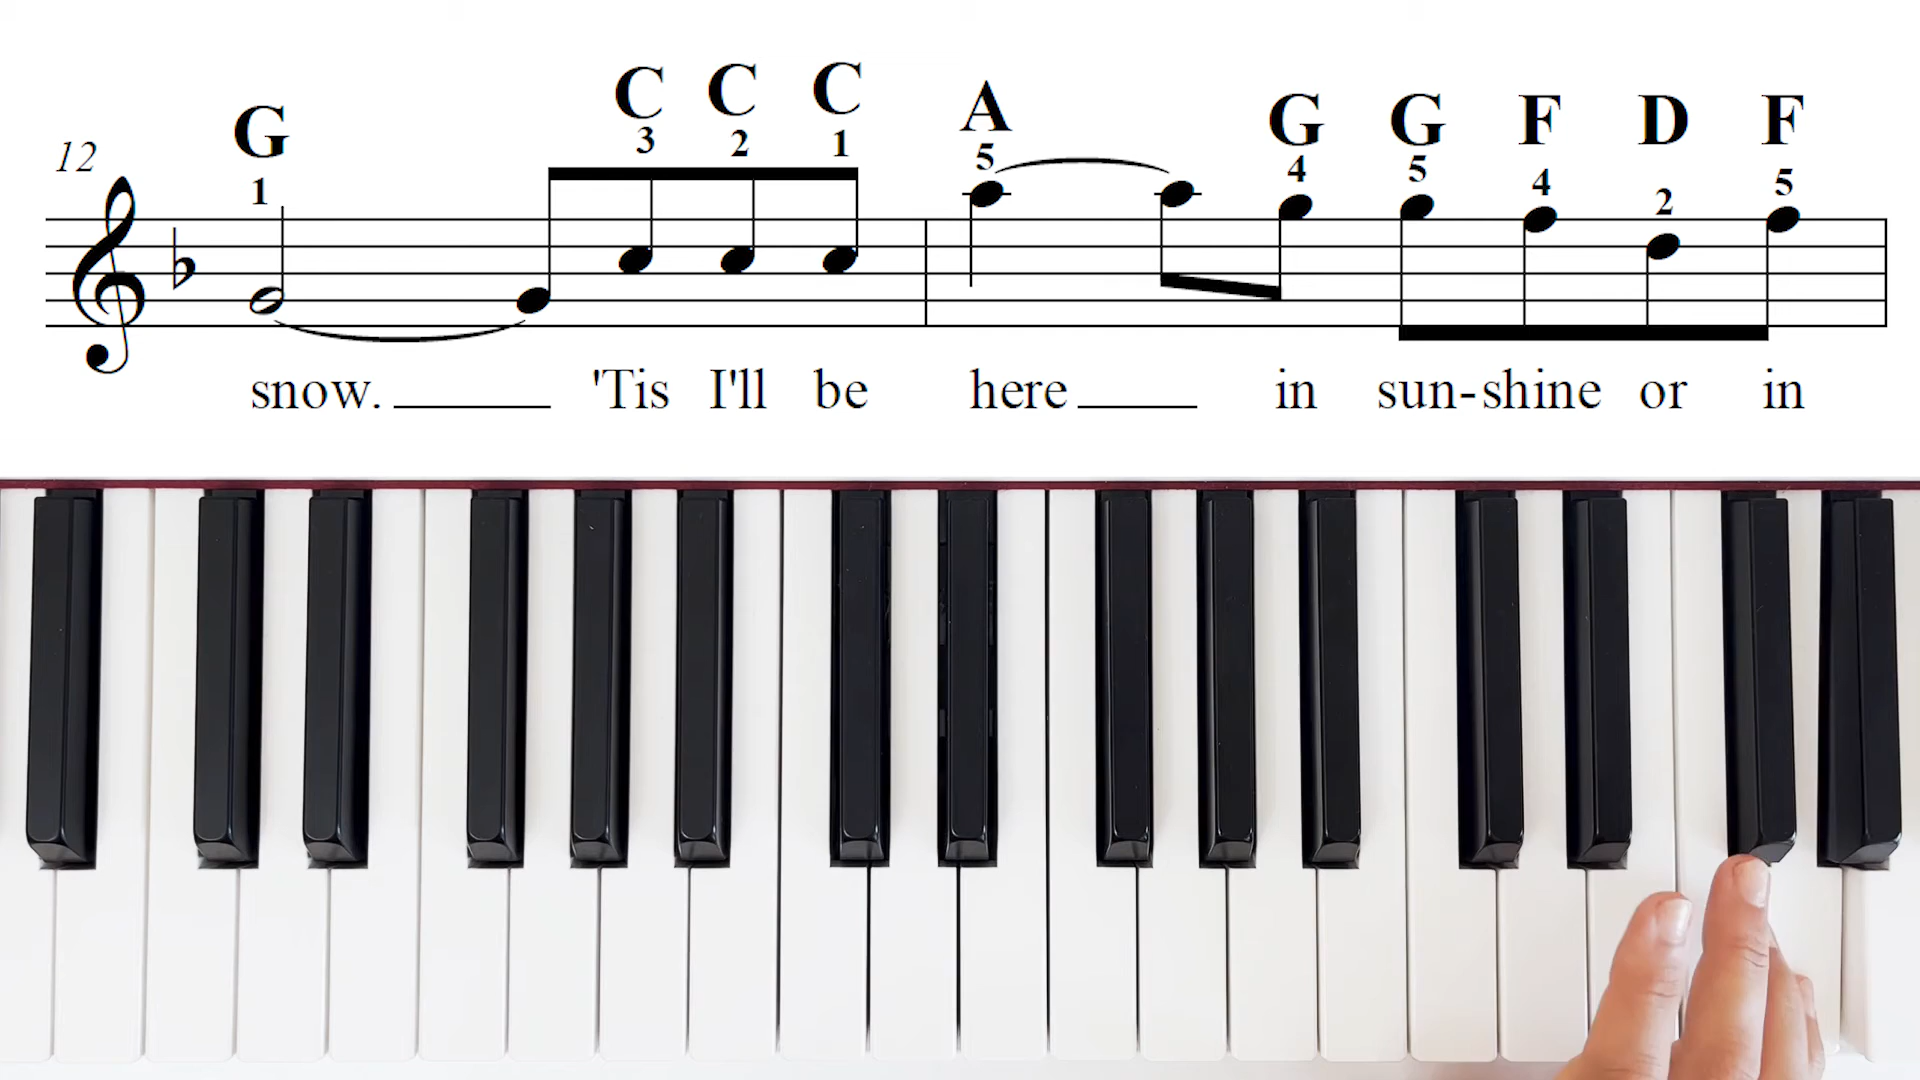 G C C C A G G F D F
12 1 3 2 1 5 4 5 4 2 5
snow. 'Tis I'll be here in sun-shine or in